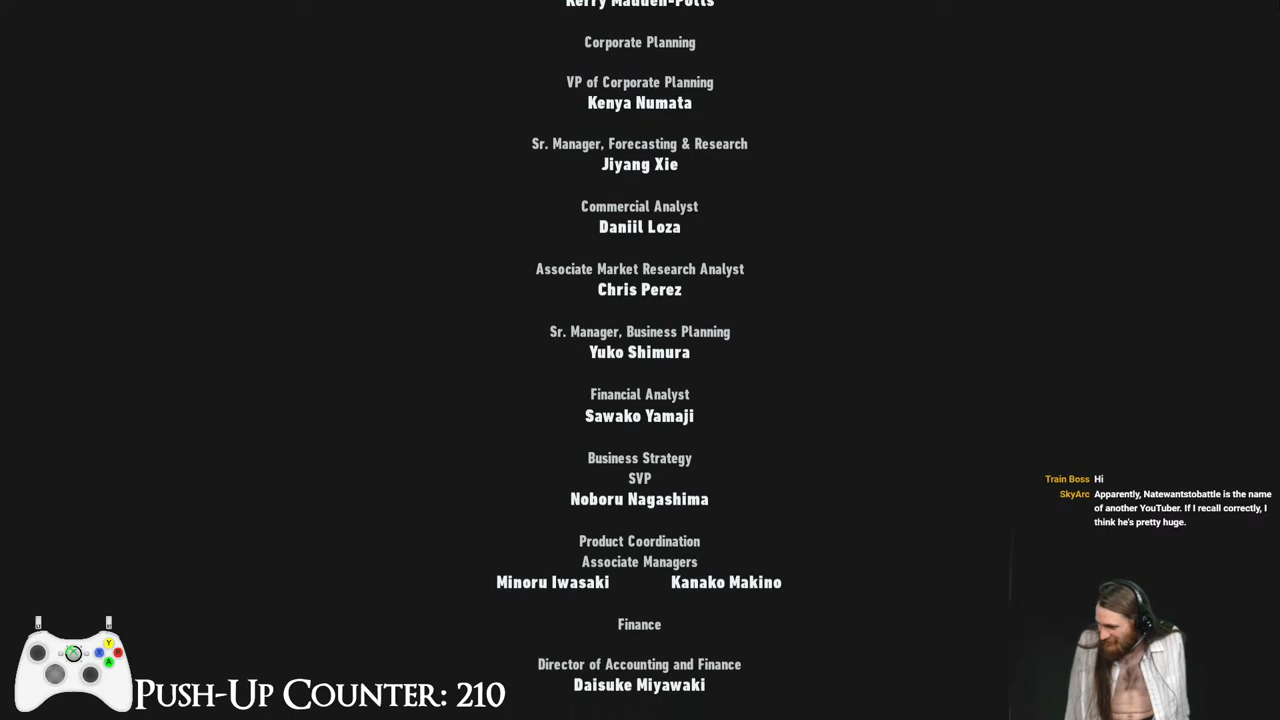 Kerry Madden-Potts
Corporate Planning
VP of Corporate Planning
Kenya Numata
Sr. Manager, Forecasting & Research
Jiyang Xie
Commercial Analyst
Daniil Loza
Associate Market Research Analyst
Chris Perez
Sr. Manager, Business Planning
Yuko Shimura
Financial Analyst
Sawako Yamaji
Business Strategy
SVP
Noboru Nagashima
Product Coordination
Associate Managers
Minoru Iwasaki Kanako Makino
Finance
Director of Accounting and Finance
Daisuke Miyawaki
Train Boss Hi
SkyArc Apparently, Natewantstobattle is the name
of another YouTuber. If I recall correctly, I
think he's pretty huge.
Y
X
B
A
Push-Up Counter: 210